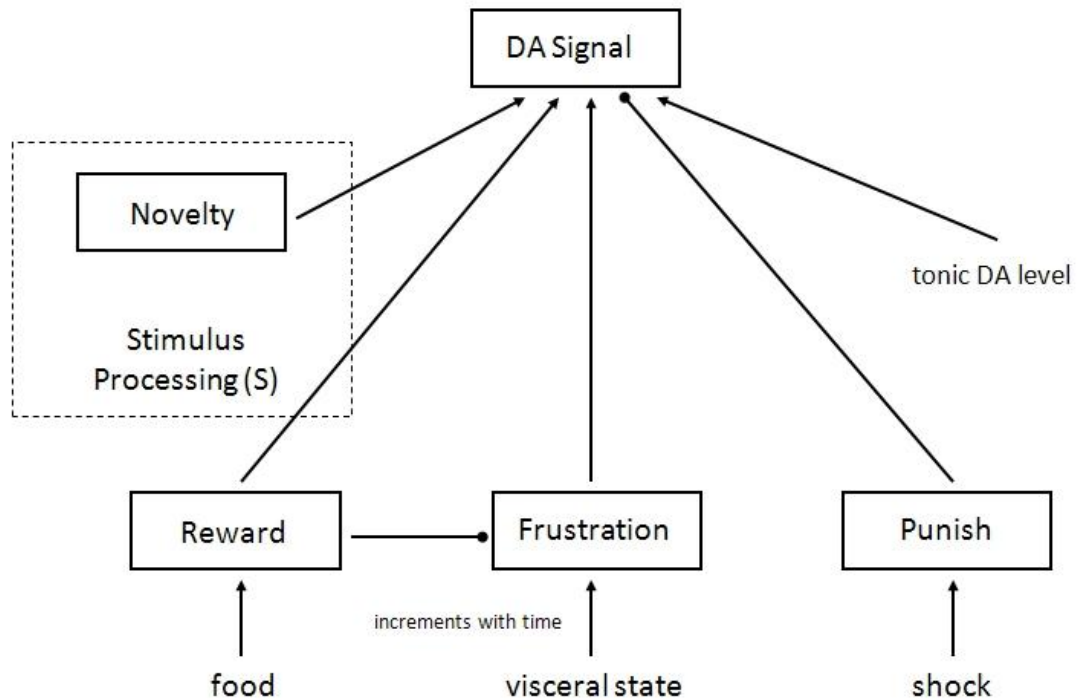 DA Signal
Novelty
tonic DA level
Stimulus
Processing (S)
Reward
Frustration
Punish
increments with time
food
visceral state
shock